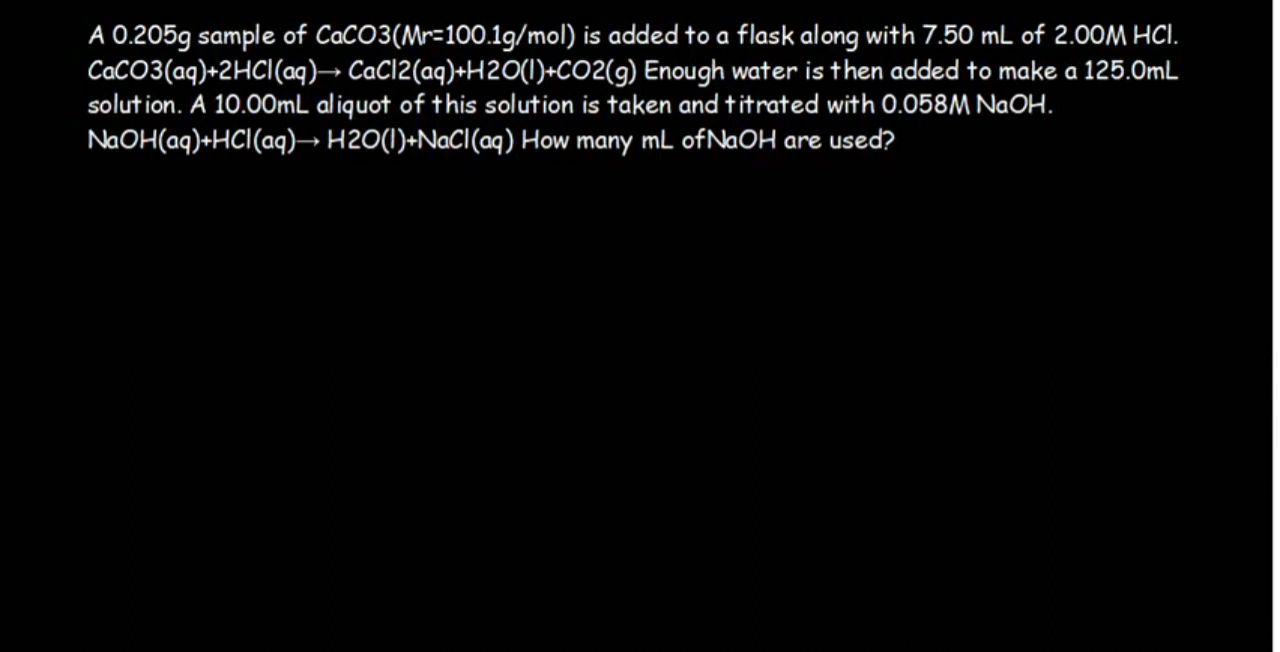 A 0.205g sample of CaCO3(Mr=100.1g/mol) is added to a flask along with 7.50 mL of 2.00M HCl.
CaCO3(aq)+2HCl(aq)→ CaCl2(aq)+H2O(l)+CO2(g) Enough water is then added to make a 125.0mL
solution. A 10.00mL aliquot of this solution is taken and titrated with 0.058M NaOH.
NaOH(aq)+HCl(aq)→ H2O(l)+NaCl(aq) How many mL ofNaOH are used?